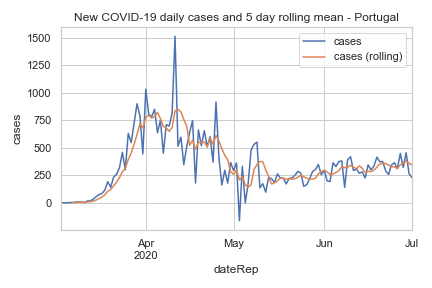 New COVID-19 daily cases and 5 day rolling mean - Portugal
cases
cases (rolling)
1500
1250
1000
750
500
250
0
cases
Apr
2020
May
Jun
Jul
dateRep